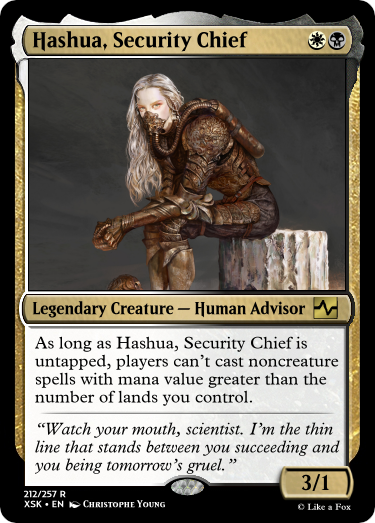 Hashua, Security Chief
Legendary Creature — Human Advisor
As long as Hashua, Security Chief is
untapped, players can't cast noncreature
spells with mana value greater than the
number of lands you control.
“Watch your mouth, scientist. I'm the thin
line that stands between you succeeding and
you being tomorrow's gruel.”
3/1
212/257 R
XSK • EN Christophe Young
© Like a Fox